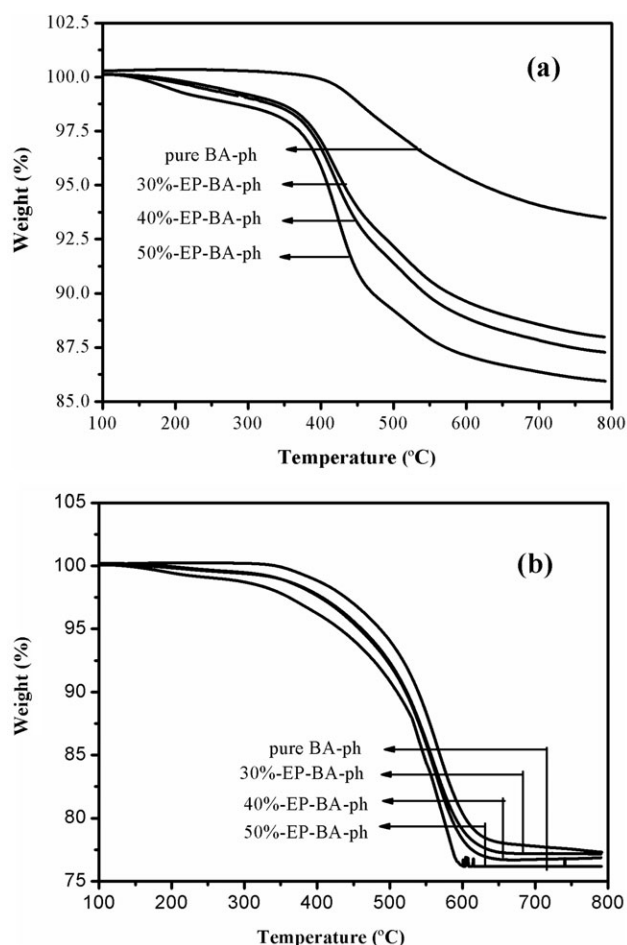 102.5
(a)
100.0
97.5
pure BA-ph
95.0
30%-EP-BA-ph
40%-EP-BA-ph
92.5
50%-EP-BA-ph
90.0
87.5
85.0
Weight (%)
100 200 300 400 500 600 700 800
Temperature (ºC)
105
(b)
100
95
90
85
pure BA-ph
30%-EP-BA-ph
80
40%-EP-BA-ph
50%-EP-BA-ph
75
Weight (%)
100 200 300 400 500 600 700 800
Temperature (ºC)